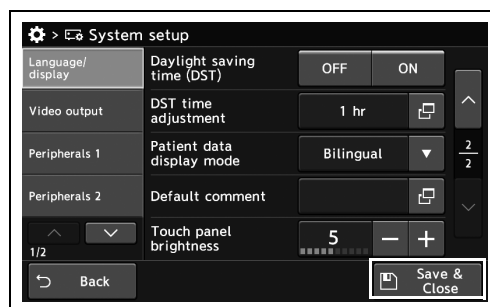 > System setup
Language/
display
Video output
Peripherals 1
Peripherals 2
1/2
Back
Daylight saving
time (DST)
OFF ON
DST time
adjustment
1 hr
Patient data
display mode
Bilingual
Default comment
Touch panel
brightness
5 − +
2
2
Save &
Close